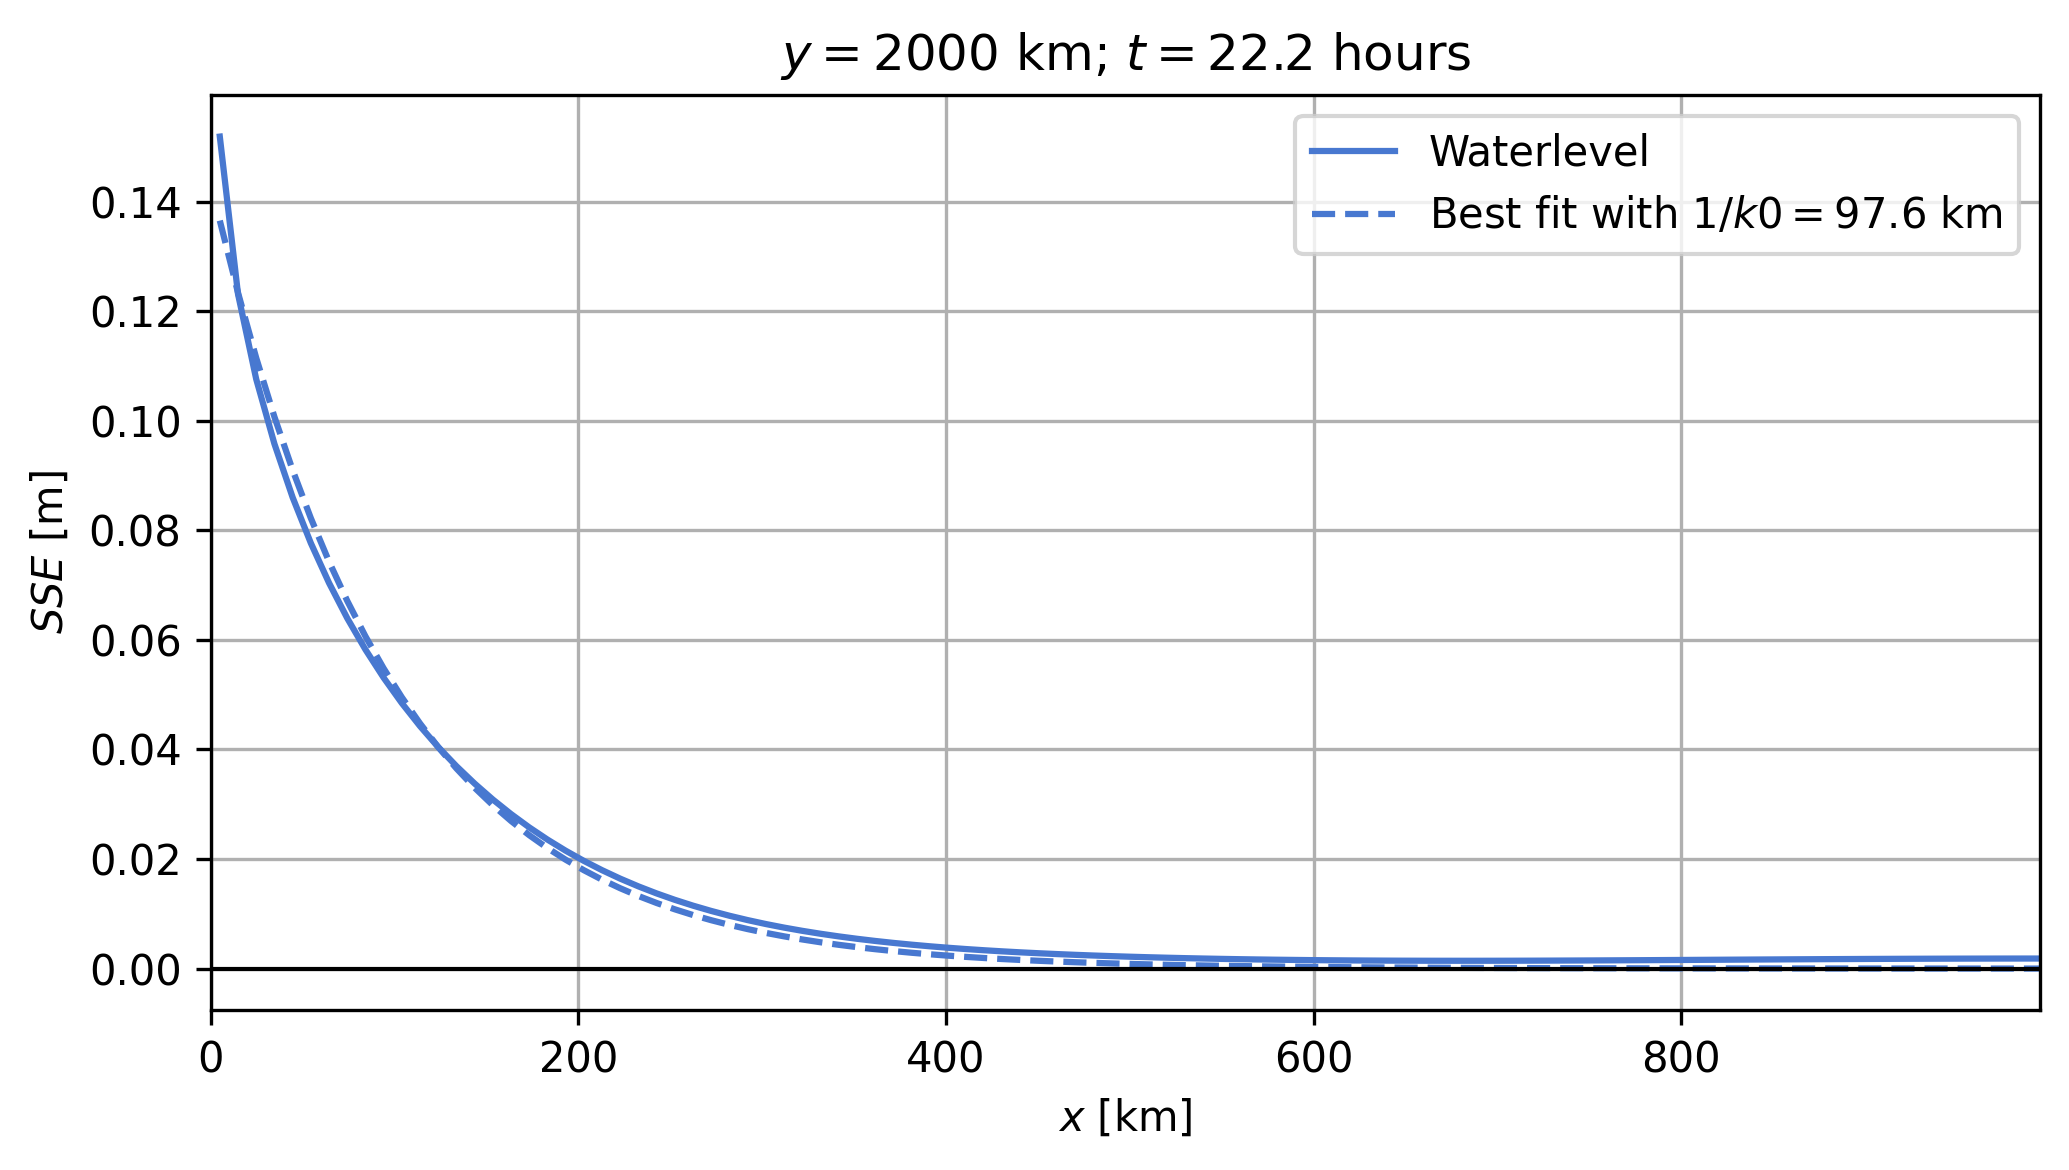 y = 2000 km; t = 22.2 hours
Waterlevel
Best fit with 1/k0 = 97.6 km
0.14
0.12
0.10
0.08
0.06
0.04
0.02
0.00
SSE [m]
0 200 400 600 800
x [km]